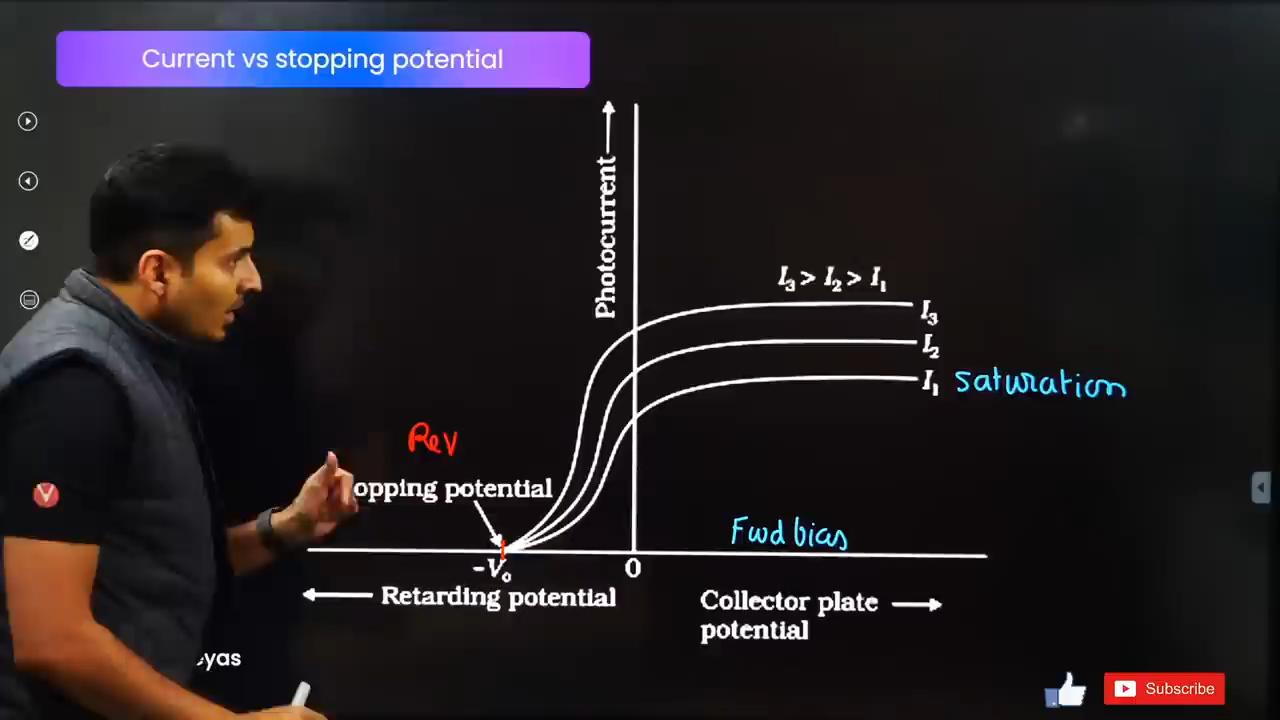 Current vs stopping potential
Photocurrent
I₃ > I₂ > I₁
I₃
I₂
I₁ saturation
Rev
opping potential
Fwd bias
-V₀
0
Retarding potential
Collector plate
potential
eyas
V
Subscribe